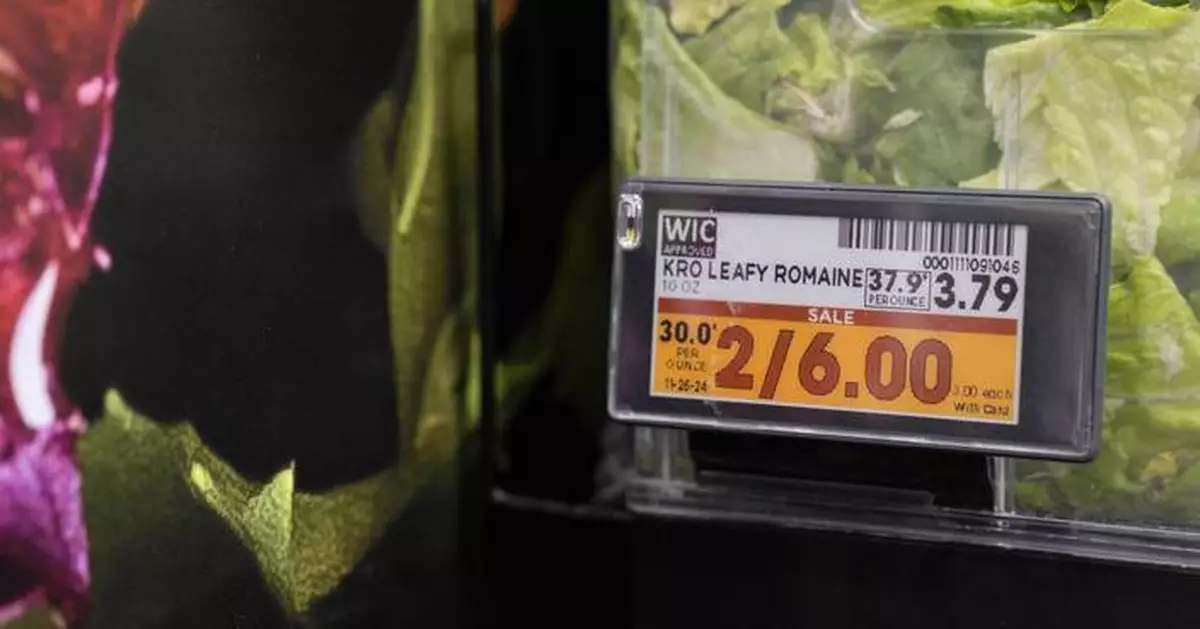 WIC
APPROVED
0001111091046
KRO LEAFY ROMAINE
10 OZ
37.9¢
PER OUNCE
3.79
SALE
30.0¢
PER
OUNCE
11-26-24
2/6.00
3.00 each
With Card